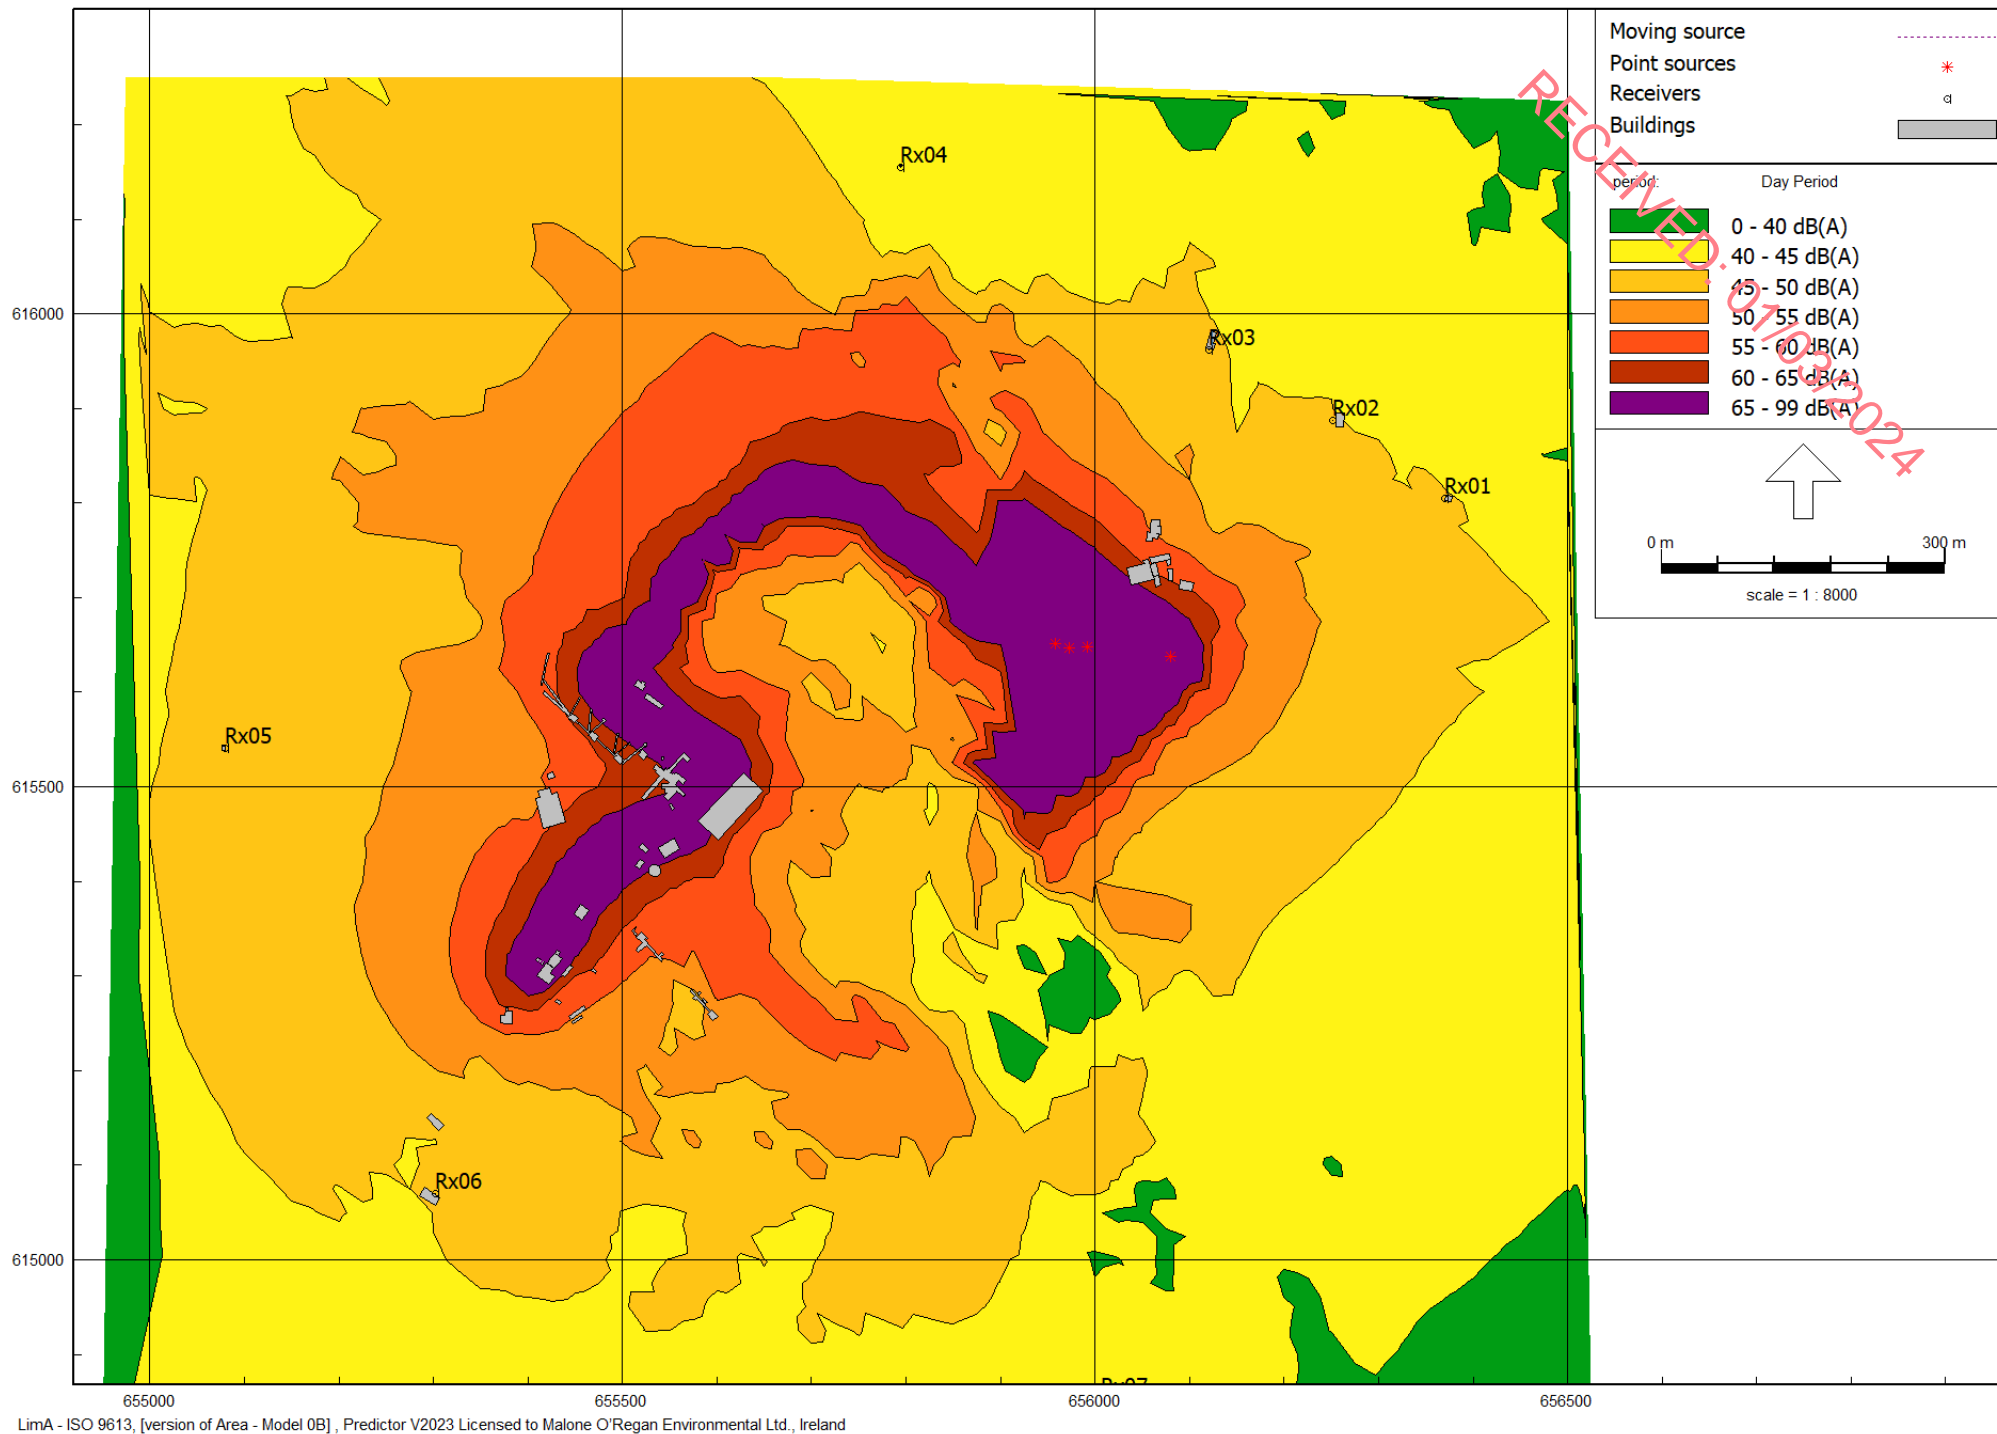 Moving source
Point sources
Receivers
Buildings
RECEIVED: 01/03/2024
period: Day Period
0 - 40 dB(A)
40 - 45 dB(A)
45 - 50 dB(A)
50 - 55 dB(A)
55 - 60 dB(A)
60 - 65 dB(A)
65 - 99 dB(A)
0 m 300 m
scale = 1 : 8000
Rx04
616000
Rx03
Rx02
Rx01
Rx05
615500
Rx06
615000
Rx07
655000 655500 656000 656500
LimA - ISO 9613, [version of Area - Model 0B] , Predictor V2023 Licensed to Malone O'Regan Environmental Ltd., Ireland